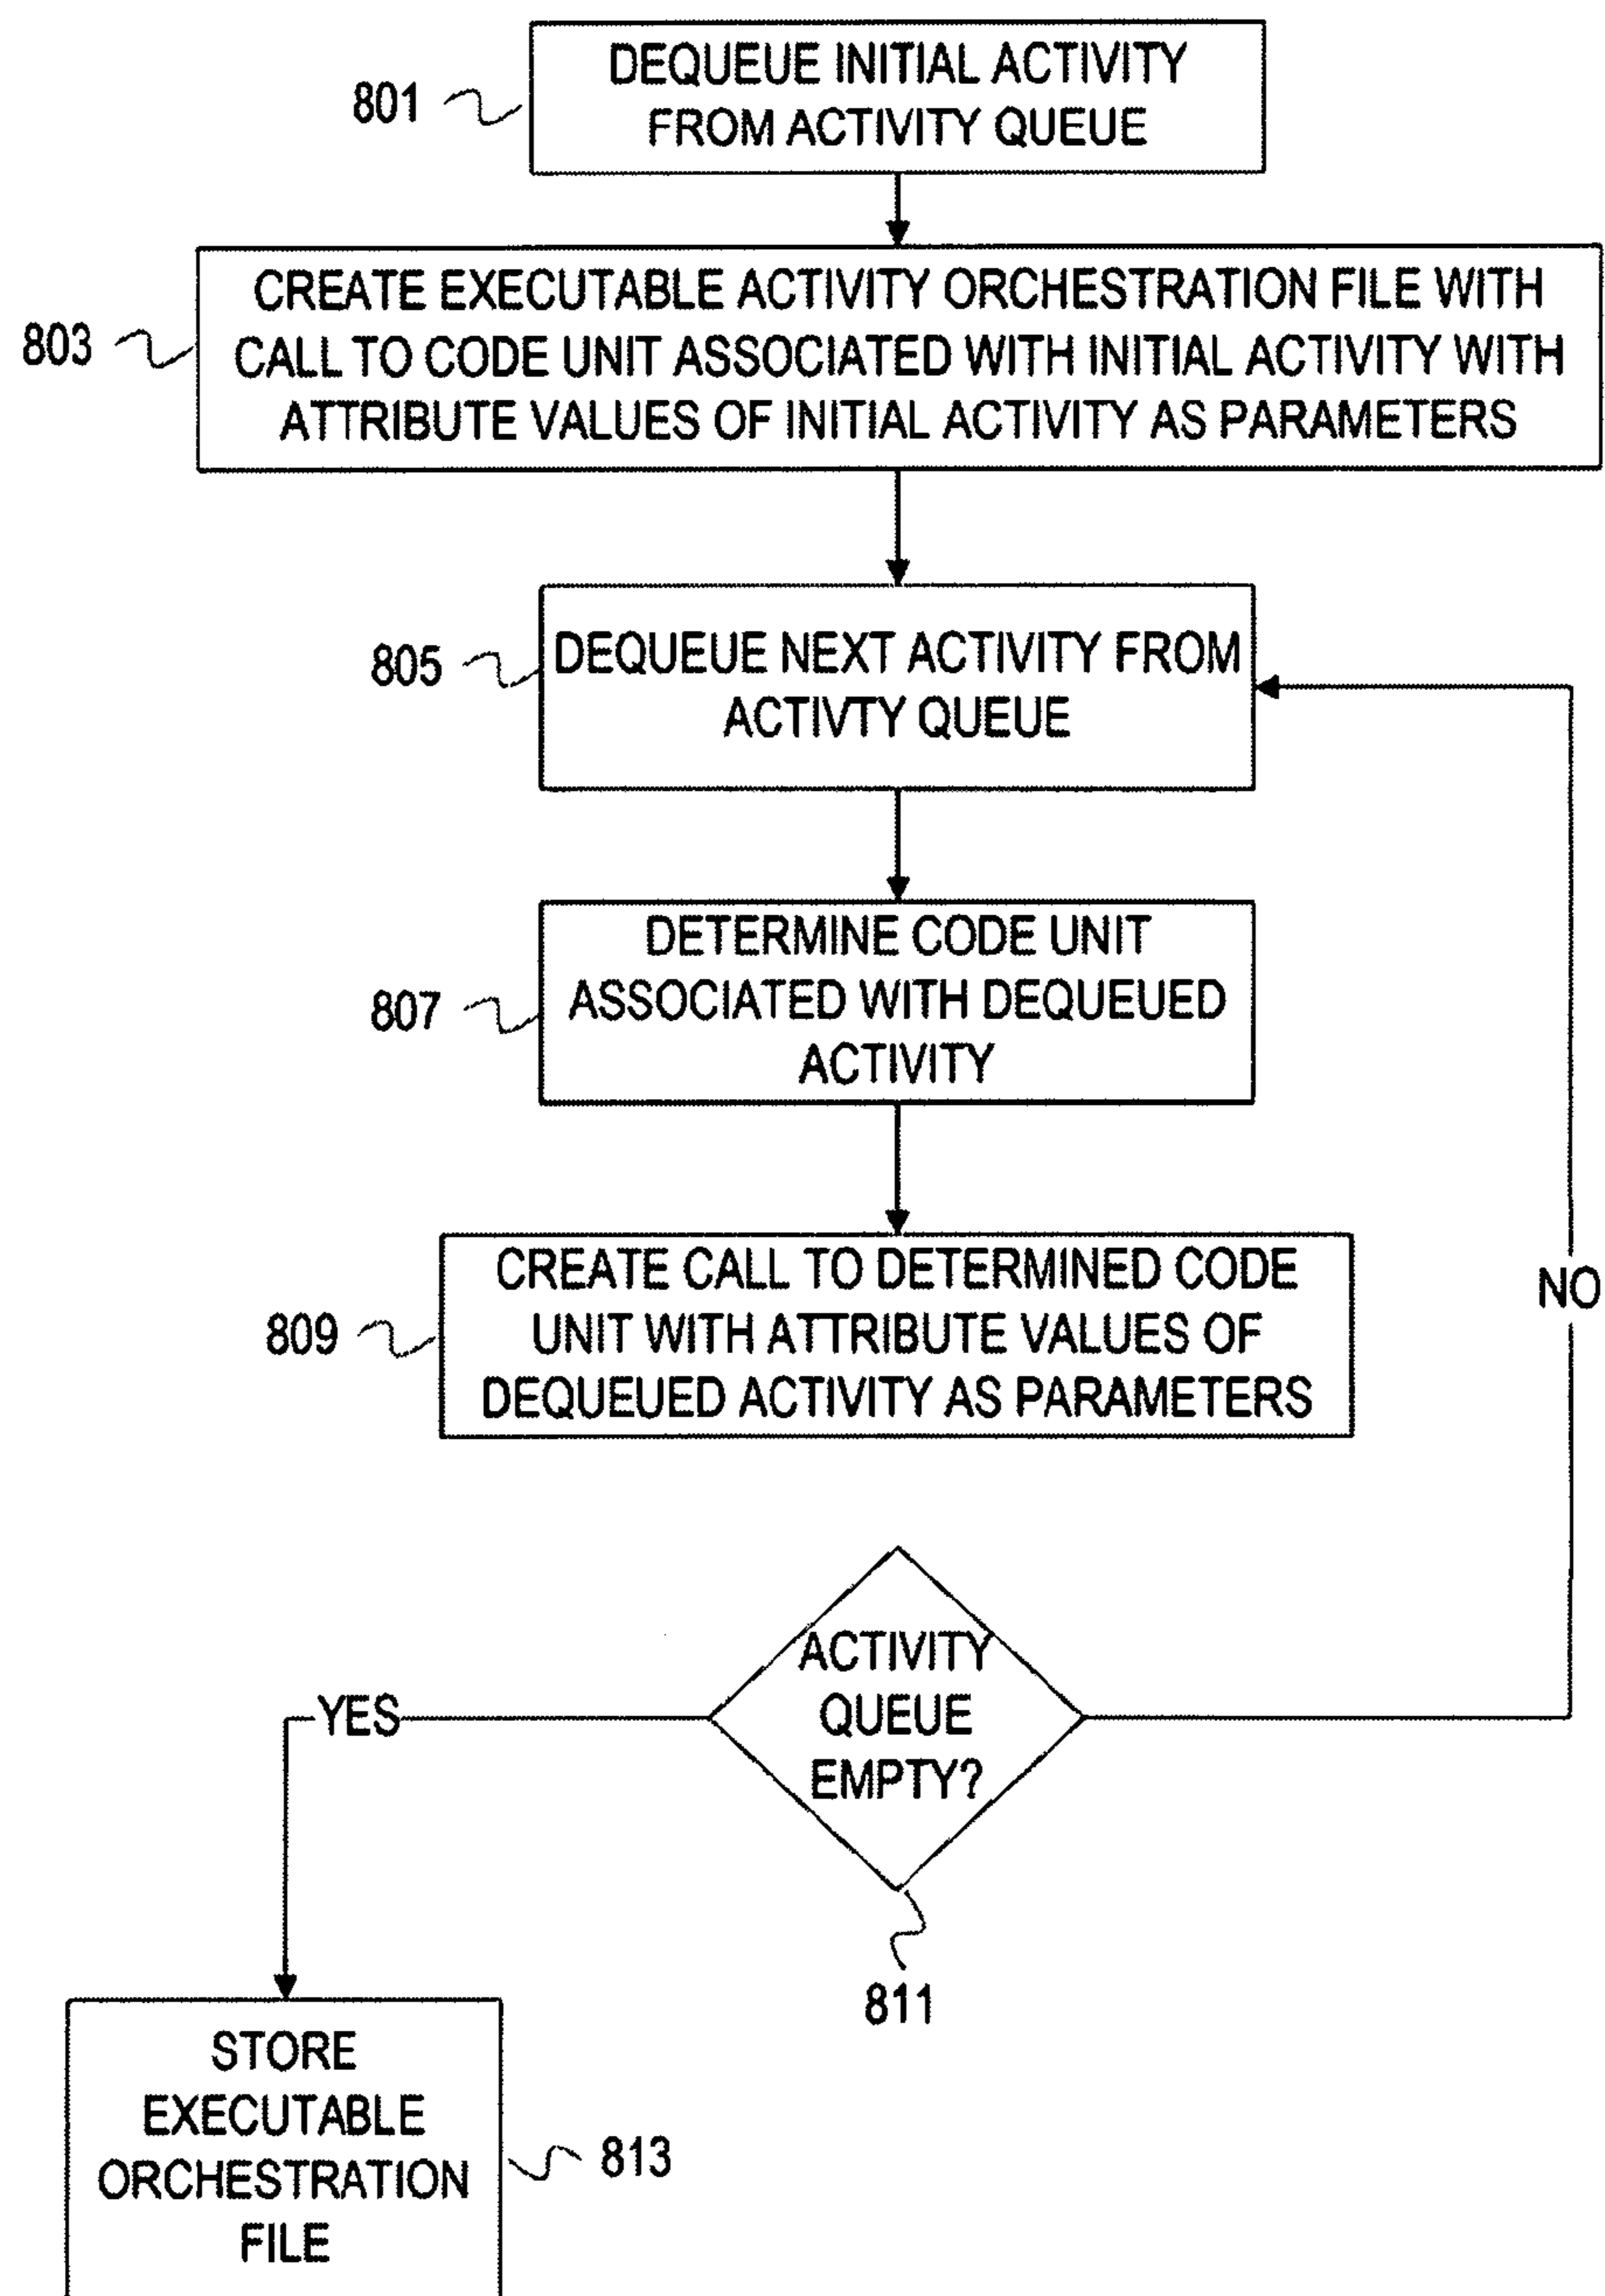 801
DEQUEUE INITIAL ACTIVITY
FROM ACTIVITY QUEUE
803
CREATE EXECUTABLE ACTIVITY ORCHESTRATION FILE WITH
CALL TO CODE UNIT ASSOCIATED WITH INITIAL ACTIVITY WITH
ATTRIBUTE VALUES OF INITIAL ACTIVITY AS PARAMETERS
805
DEQUEUE NEXT ACTIVITY FROM
ACTIVTY QUEUE
807
DETERMINE CODE UNIT
ASSOCIATED WITH DEQUEUED
ACTIVITY
809
CREATE CALL TO DETERMINED CODE
UNIT WITH ATTRIBUTE VALUES OF
DEQUEUED ACTIVITY AS PARAMETERS
NO
ACTIVITY
QUEUE
EMPTY?
YES
811
STORE
EXECUTABLE
ORCHESTRATION
FILE
813